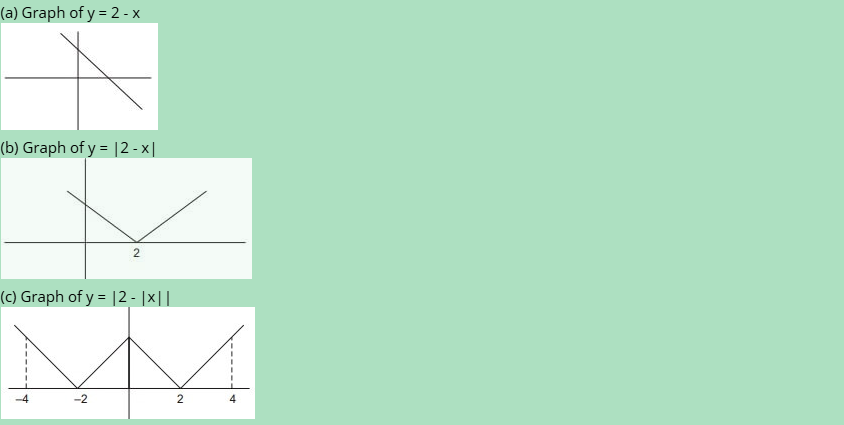 (a) Graph of y = 2 - x
(b) Graph of y = |2 - x|
2
(c) Graph of y = |2 - |x||
–4 –2 2 4